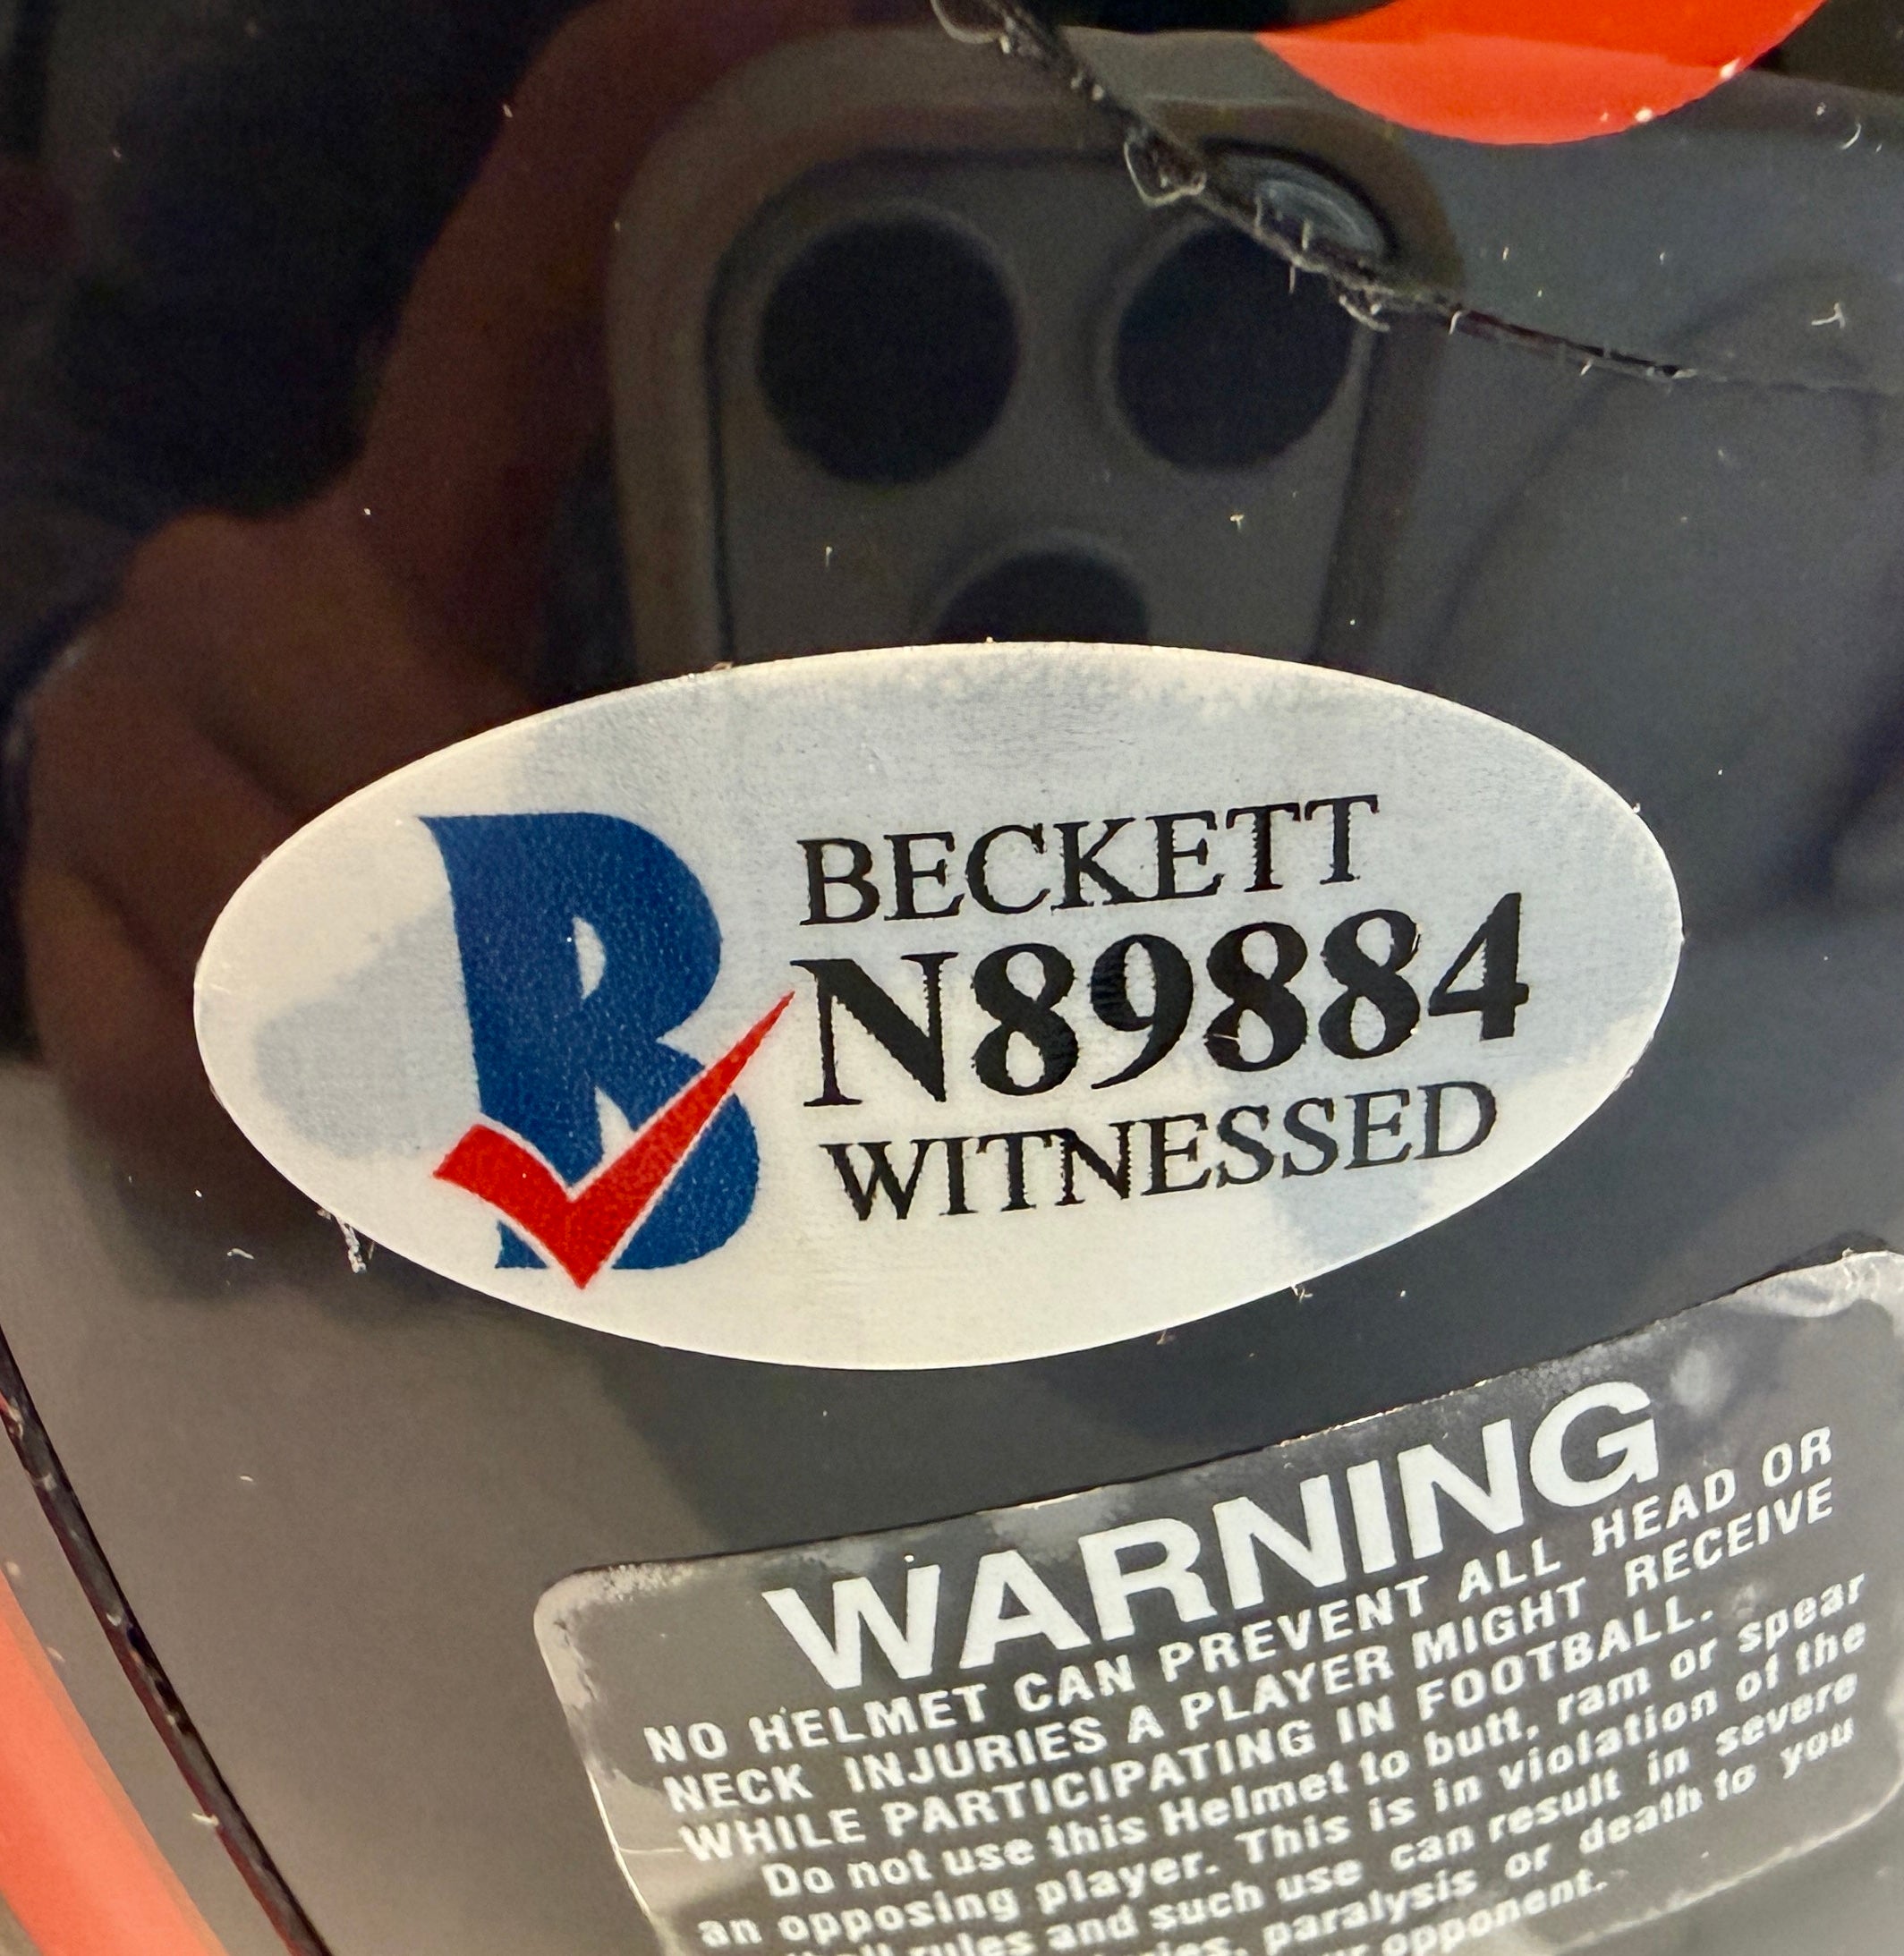 B
BECKETT
N89884
WITNESSED
WARNING
NO HELMET CAN PREVENT ALL HEAD OR
NECK INJURIES A PLAYER MIGHT RECEIVE
WHILE PARTICIPATING IN FOOTBALL.
Do not use this Helmet to butt, ram or spear
an opposing player. This is in violation of the
rules and such use can result in severe
paralysis or death to you
opponent.